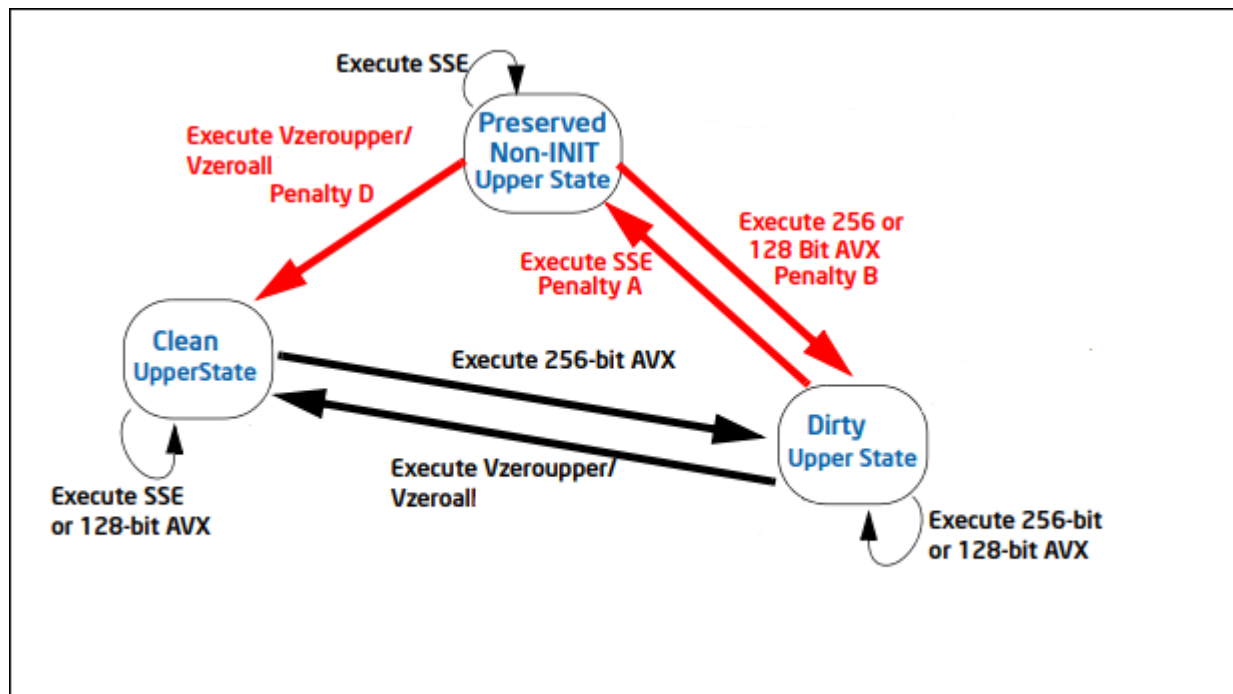 Execute SSE
Preserved
Non-INIT
Upper State
Execute Vzeroupper/
Vzeroall
Penalty D
Execute 256 or
128 Bit AVX
Penalty B
Execute SSE
Penalty A
Clean
UpperState
Execute 256-bit AVX
Dirty
Upper State
Execute Vzeroupper/
Vzeroall
Execute SSE
or 128-bit AVX
Execute 256-bit
or 128-bit AVX